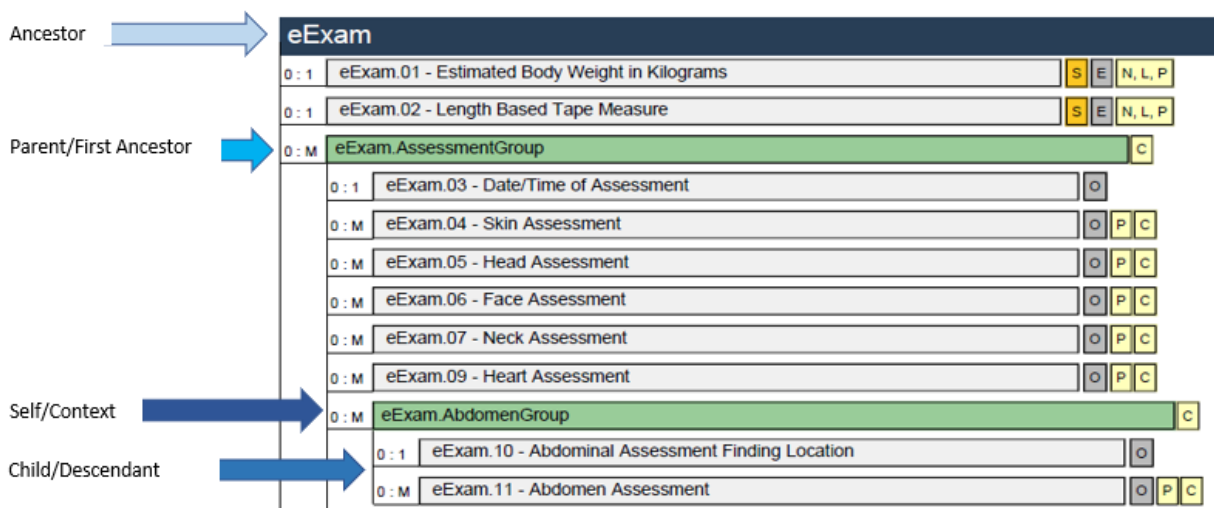 Ancestor eExam
0 : 1 eExam.01 - Estimated Body Weight in Kilograms S E N, L, P
0 : 1 eExam.02 - Length Based Tape Measure S E N, L, P
Parent/First Ancestor 0 : M eExam.AssessmentGroup C
0 : 1 eExam.03 - Date/Time of Assessment O
0 : M eExam.04 - Skin Assessment O P C
0 : M eExam.05 - Head Assessment O P C
0 : M eExam.06 - Face Assessment O P C
0 : M eExam.07 - Neck Assessment O P C
0 : M eExam.09 - Heart Assessment O P C
Self/Context 0 : M eExam.AbdomenGroup C
0 : 1 eExam.10 - Abdominal Assessment Finding Location O
Child/Descendant
0 : M eExam.11 - Abdomen Assessment O P C